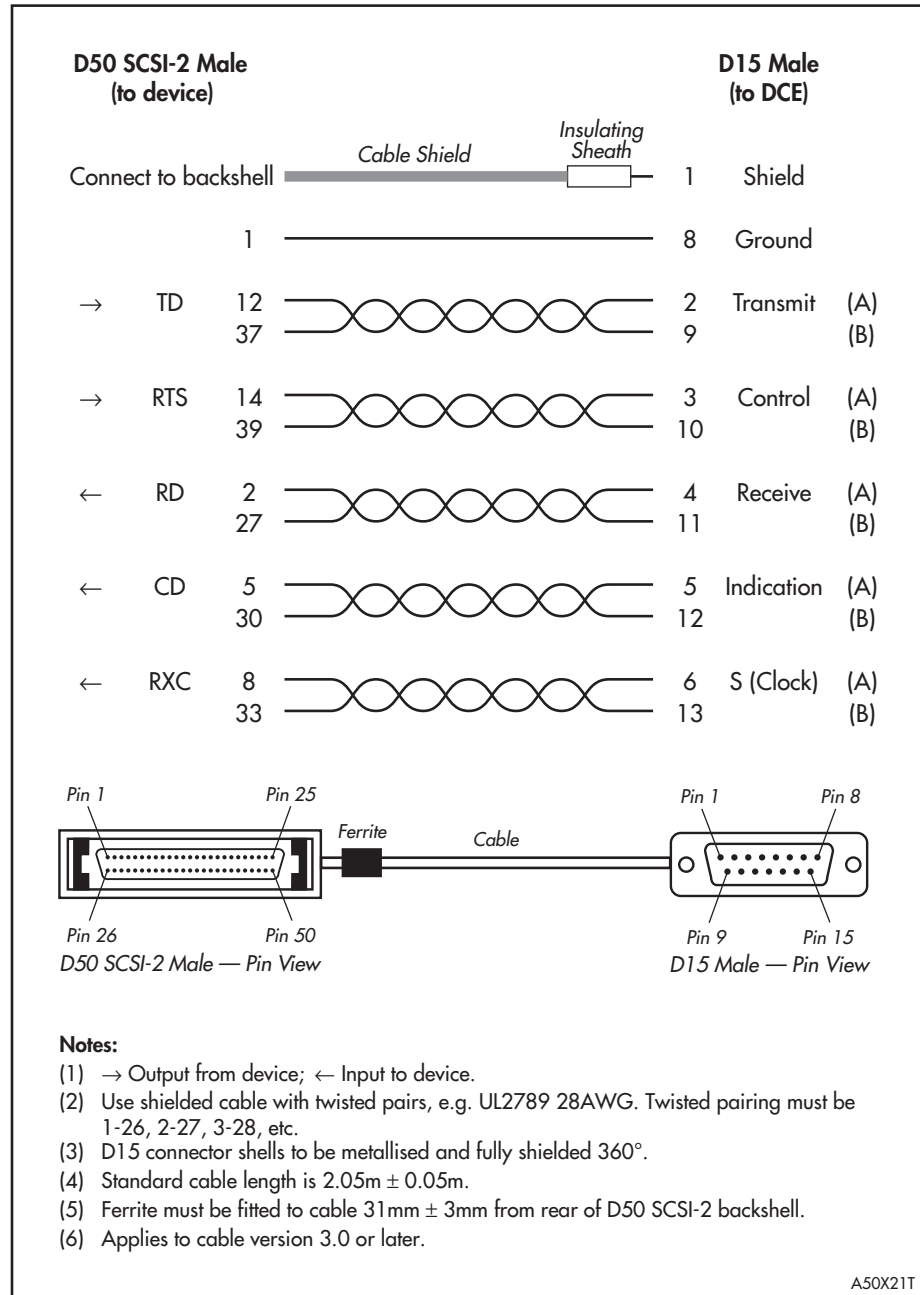 D50 SCSI-2 Male D15 Male
(to device) (to DCE)
Connect to backshell Cable Shield Insulating Sheath 1 Shield
1 8 Ground
→ TD 12 2 Transmit (A)
37 9 (B)
→ RTS 14 3 Control (A)
39 10 (B)
← RD 2 4 Receive (A)
27 11 (B)
← CD 5 5 Indication (A)
30 12 (B)
← RXC 8 6 S (Clock) (A)
33 13 (B)
Pin 1 Pin 25 Pin 1 Pin 8
Ferrite Cable
Pin 26 Pin 50 Pin 9 Pin 15
D50 SCSI-2 Male — Pin View D15 Male — Pin View
Notes:
(1) → Output from device; ← Input to device.
(2) Use shielded cable with twisted pairs, e.g. UL2789 28AWG. Twisted pairing must be
1-26, 2-27, 3-28, etc.
(3) D15 connector shells to be metallised and fully shielded 360°.
(4) Standard cable length is 2.05m ± 0.05m.
(5) Ferrite must be fitted to cable 31mm ± 3mm from rear of D50 SCSI-2 backshell.
(6) Applies to cable version 3.0 or later.
A50X21T